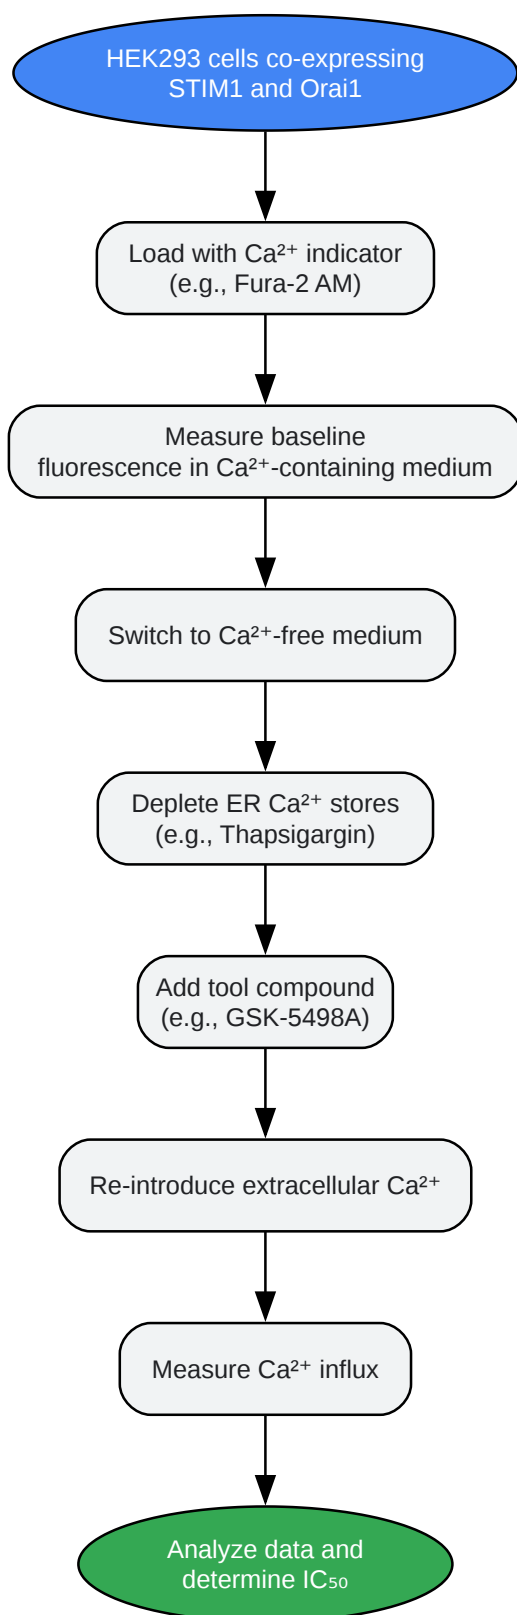 HEK293 cells co-expressing
STIM1 and Orai1
Load with Ca²⁺ indicator
(e.g., Fura-2 AM)
Measure baseline
fluorescence in Ca²⁺-containing medium
Switch to Ca²⁺-free medium
Deplete ER Ca²⁺ stores
(e.g., Thapsigargin)
Add tool compound
(e.g., GSK-5498A)
Re-introduce extracellular Ca²⁺
Measure Ca²⁺ influx
Analyze data and
determine IC₅₀